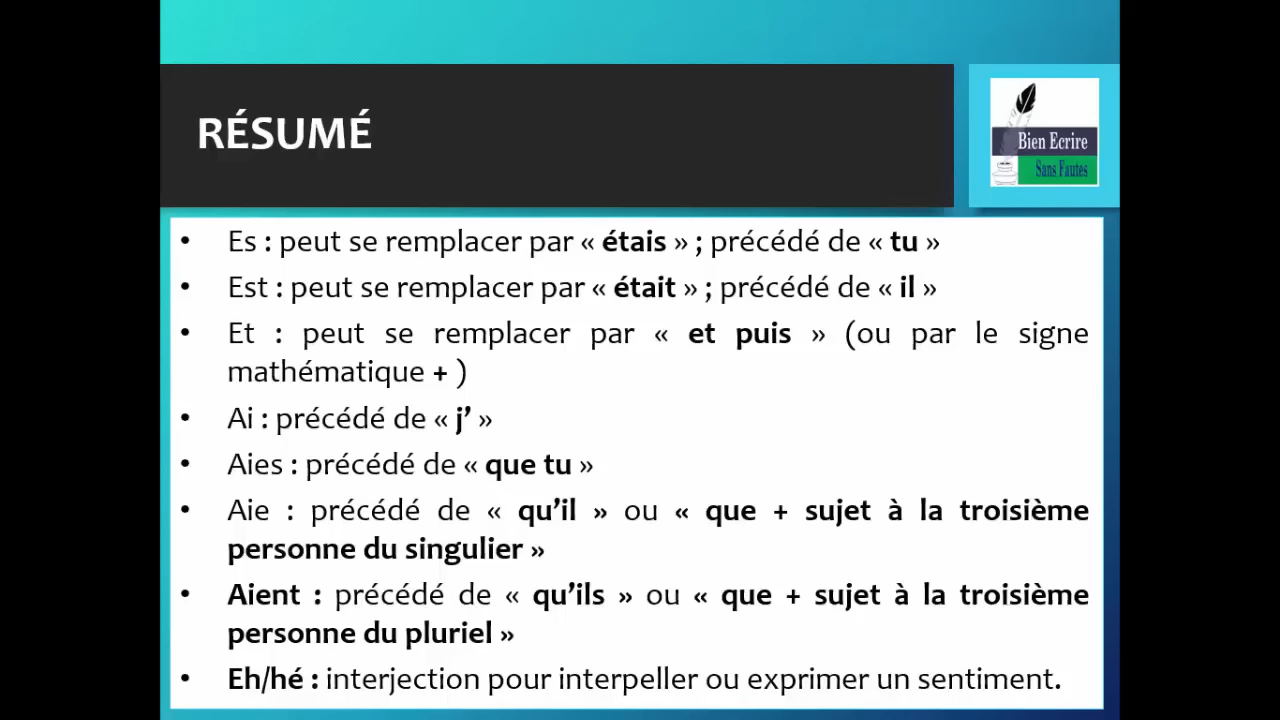 RÉSUMÉ
Bien Ecrire
Sans Fautes
• Es : peut se remplacer par « étais » ; précédé de « tu »
• Est : peut se remplacer par « était » ; précédé de « il »
• Et : peut se remplacer par « et puis » (ou par le signe
mathématique + )
• Ai : précédé de « j’ »
• Aies : précédé de « que tu »
• Aie : précédé de « qu’il » ou « que + sujet à la troisième
personne du singulier »
• Aient : précédé de « qu’ils » ou « que + sujet à la troisième
personne du pluriel »
• Eh/hé : interjection pour interpeller ou exprimer un sentiment.